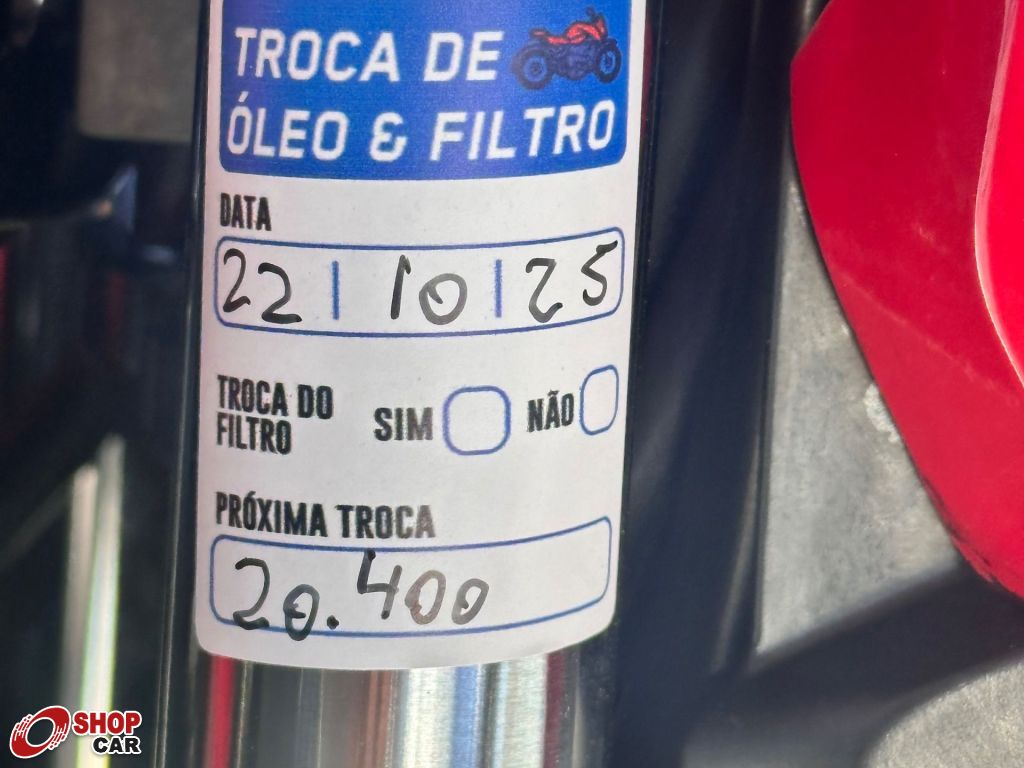 TROCA DE
ÓLEO & FILTRO
DATA
22 | 10 | 25
TROCA DO
FILTRO
SIM NÃO
PRÓXIMA TROCA
20.400
SHOP
CAR